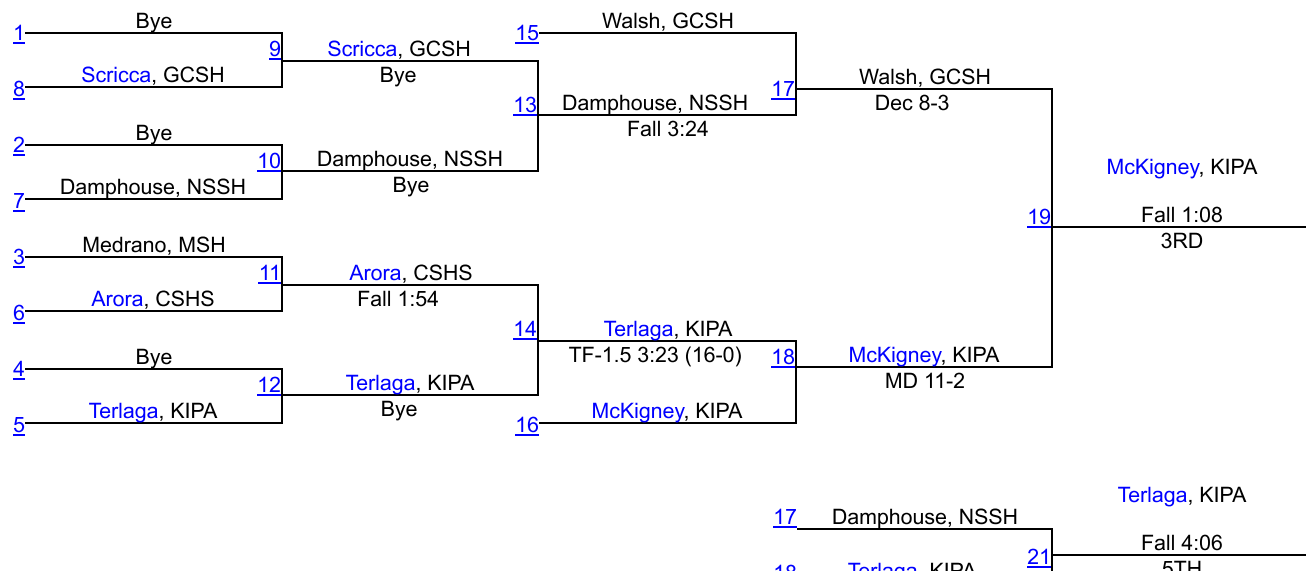 Bye
1
Scricca, GCSH
8
9
Scricca, GCSH
Bye
Bye
2
Damphouse, NSSH
7
10
Damphouse, NSSH
Bye
13
Damphouse, NSSH
Fall 3:24
15
Walsh, GCSH
17
Walsh, GCSH
Dec 8-3
Medrano, MSH
3
Arora, CSHS
6
11
Arora, CSHS
Fall 1:54
Bye
4
Terlaga, KIPA
5
12
Terlaga, KIPA
Bye
14
Terlaga, KIPA
TF-1.5 3:23 (16-0)
16
McKigney, KIPA
18
McKigney, KIPA
MD 11-2
19
McKigney, KIPA
Fall 1:08
3RD
17
Damphouse, NSSH
18
Terlaga, KIPA
21
Terlaga, KIPA
Fall 4:06
5TH